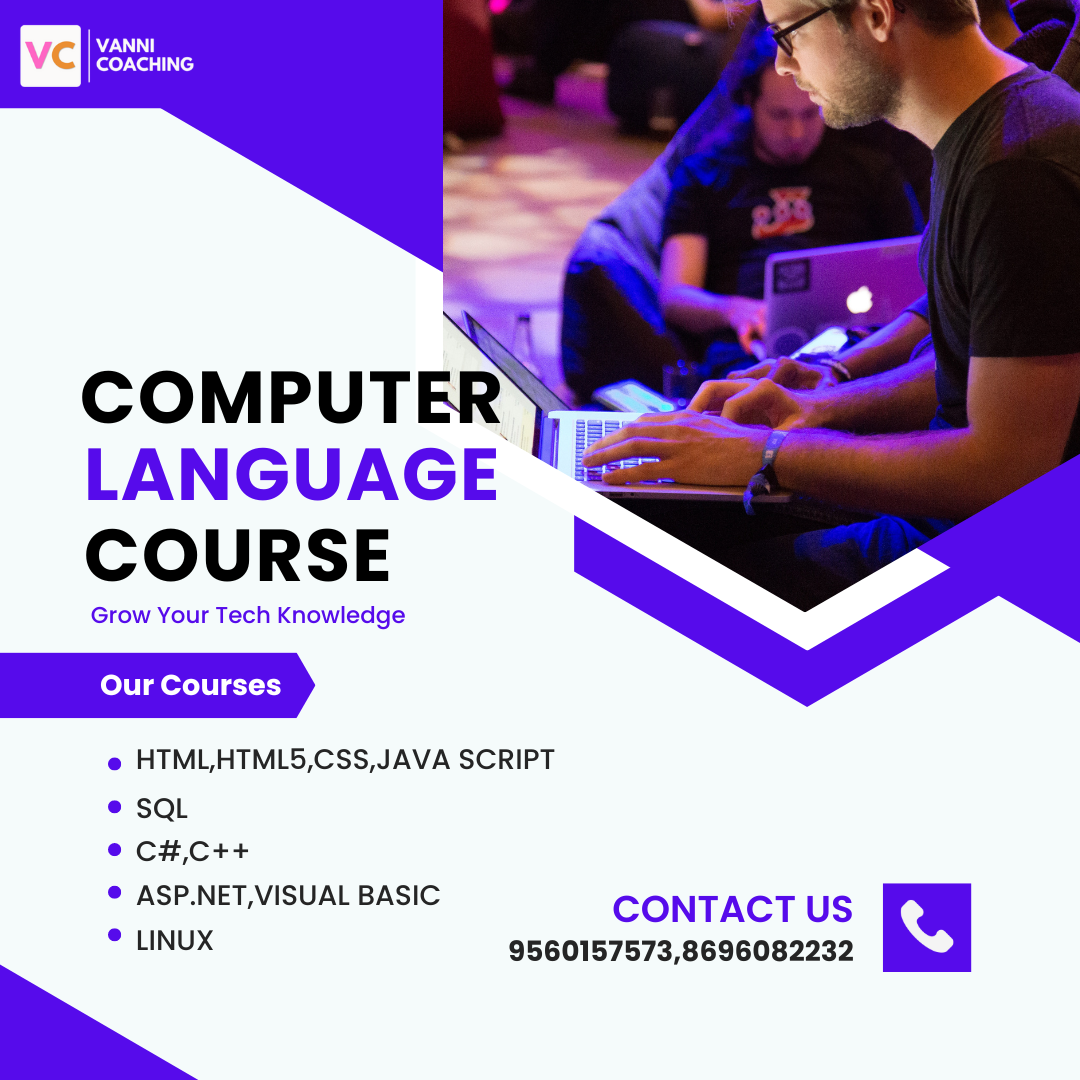 VC
VANNI
COACHING
COMPUTER
LANGUAGE
COURSE
Grow Your Tech Knowledge
Our Courses
HTML,HTML5,CSS,JAVA SCRIPT
SQL
C#,C++
ASP.NET,VISUAL BASIC
LINUX
CONTACT US
9560157573,8696082232